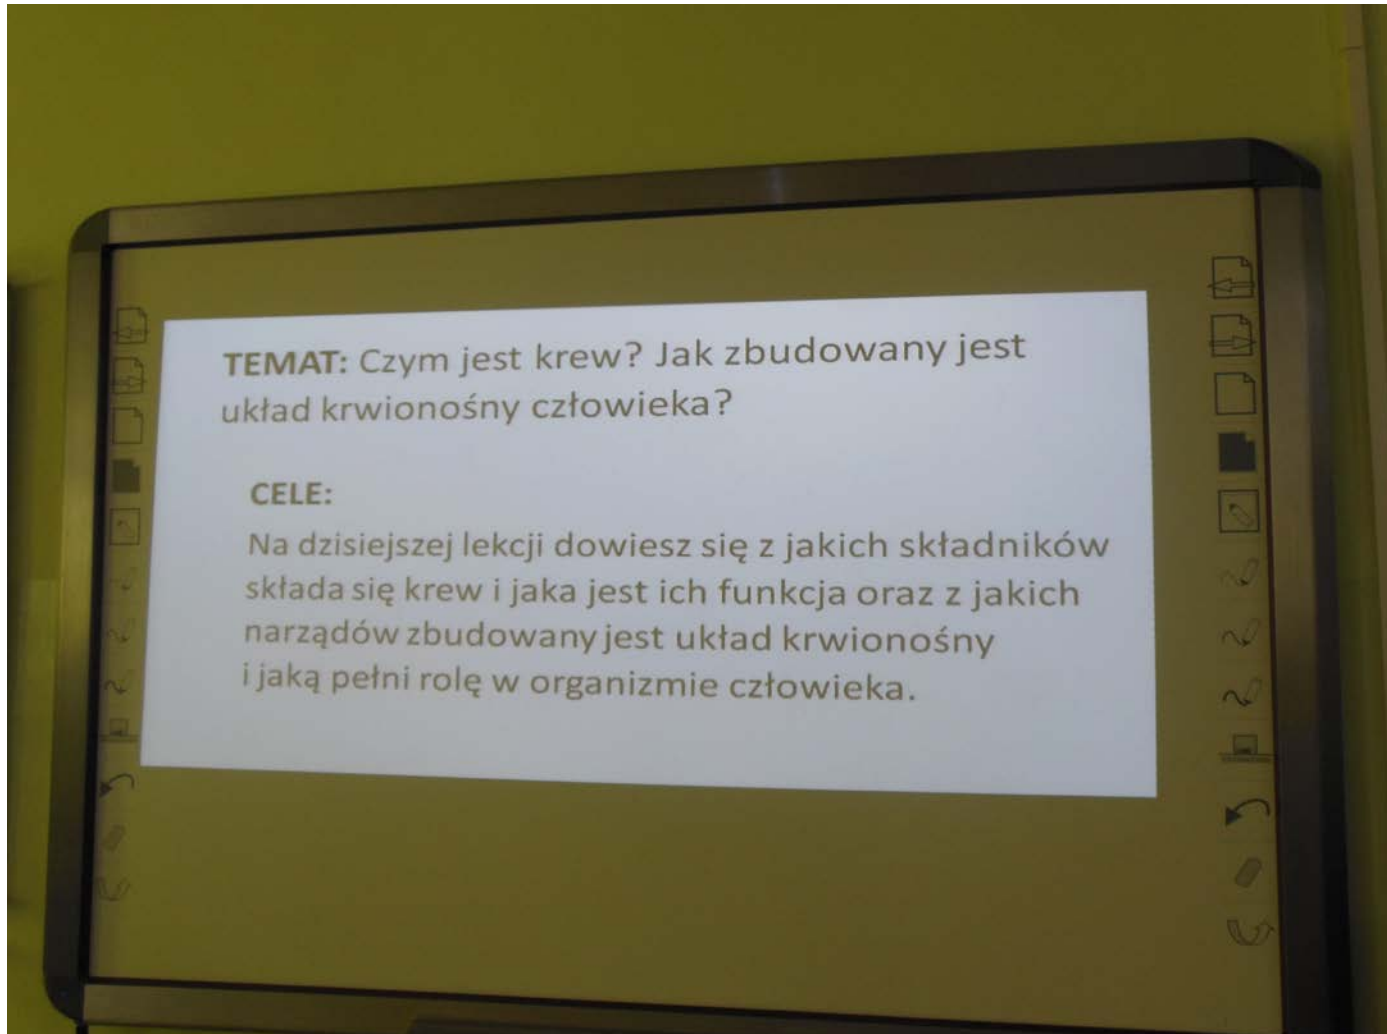 TEMAT: Czym jest krew? Jak zbudowany jest
układ krwionośny człowieka?
CELE:
Na dzisiejszej lekcji dowiesz się z jakich składników
składa się krew i jaka jest ich funkcja oraz z jakich
narządów zbudowany jest układ krwionośny
i jaką pełni rolę w organizmie człowieka.